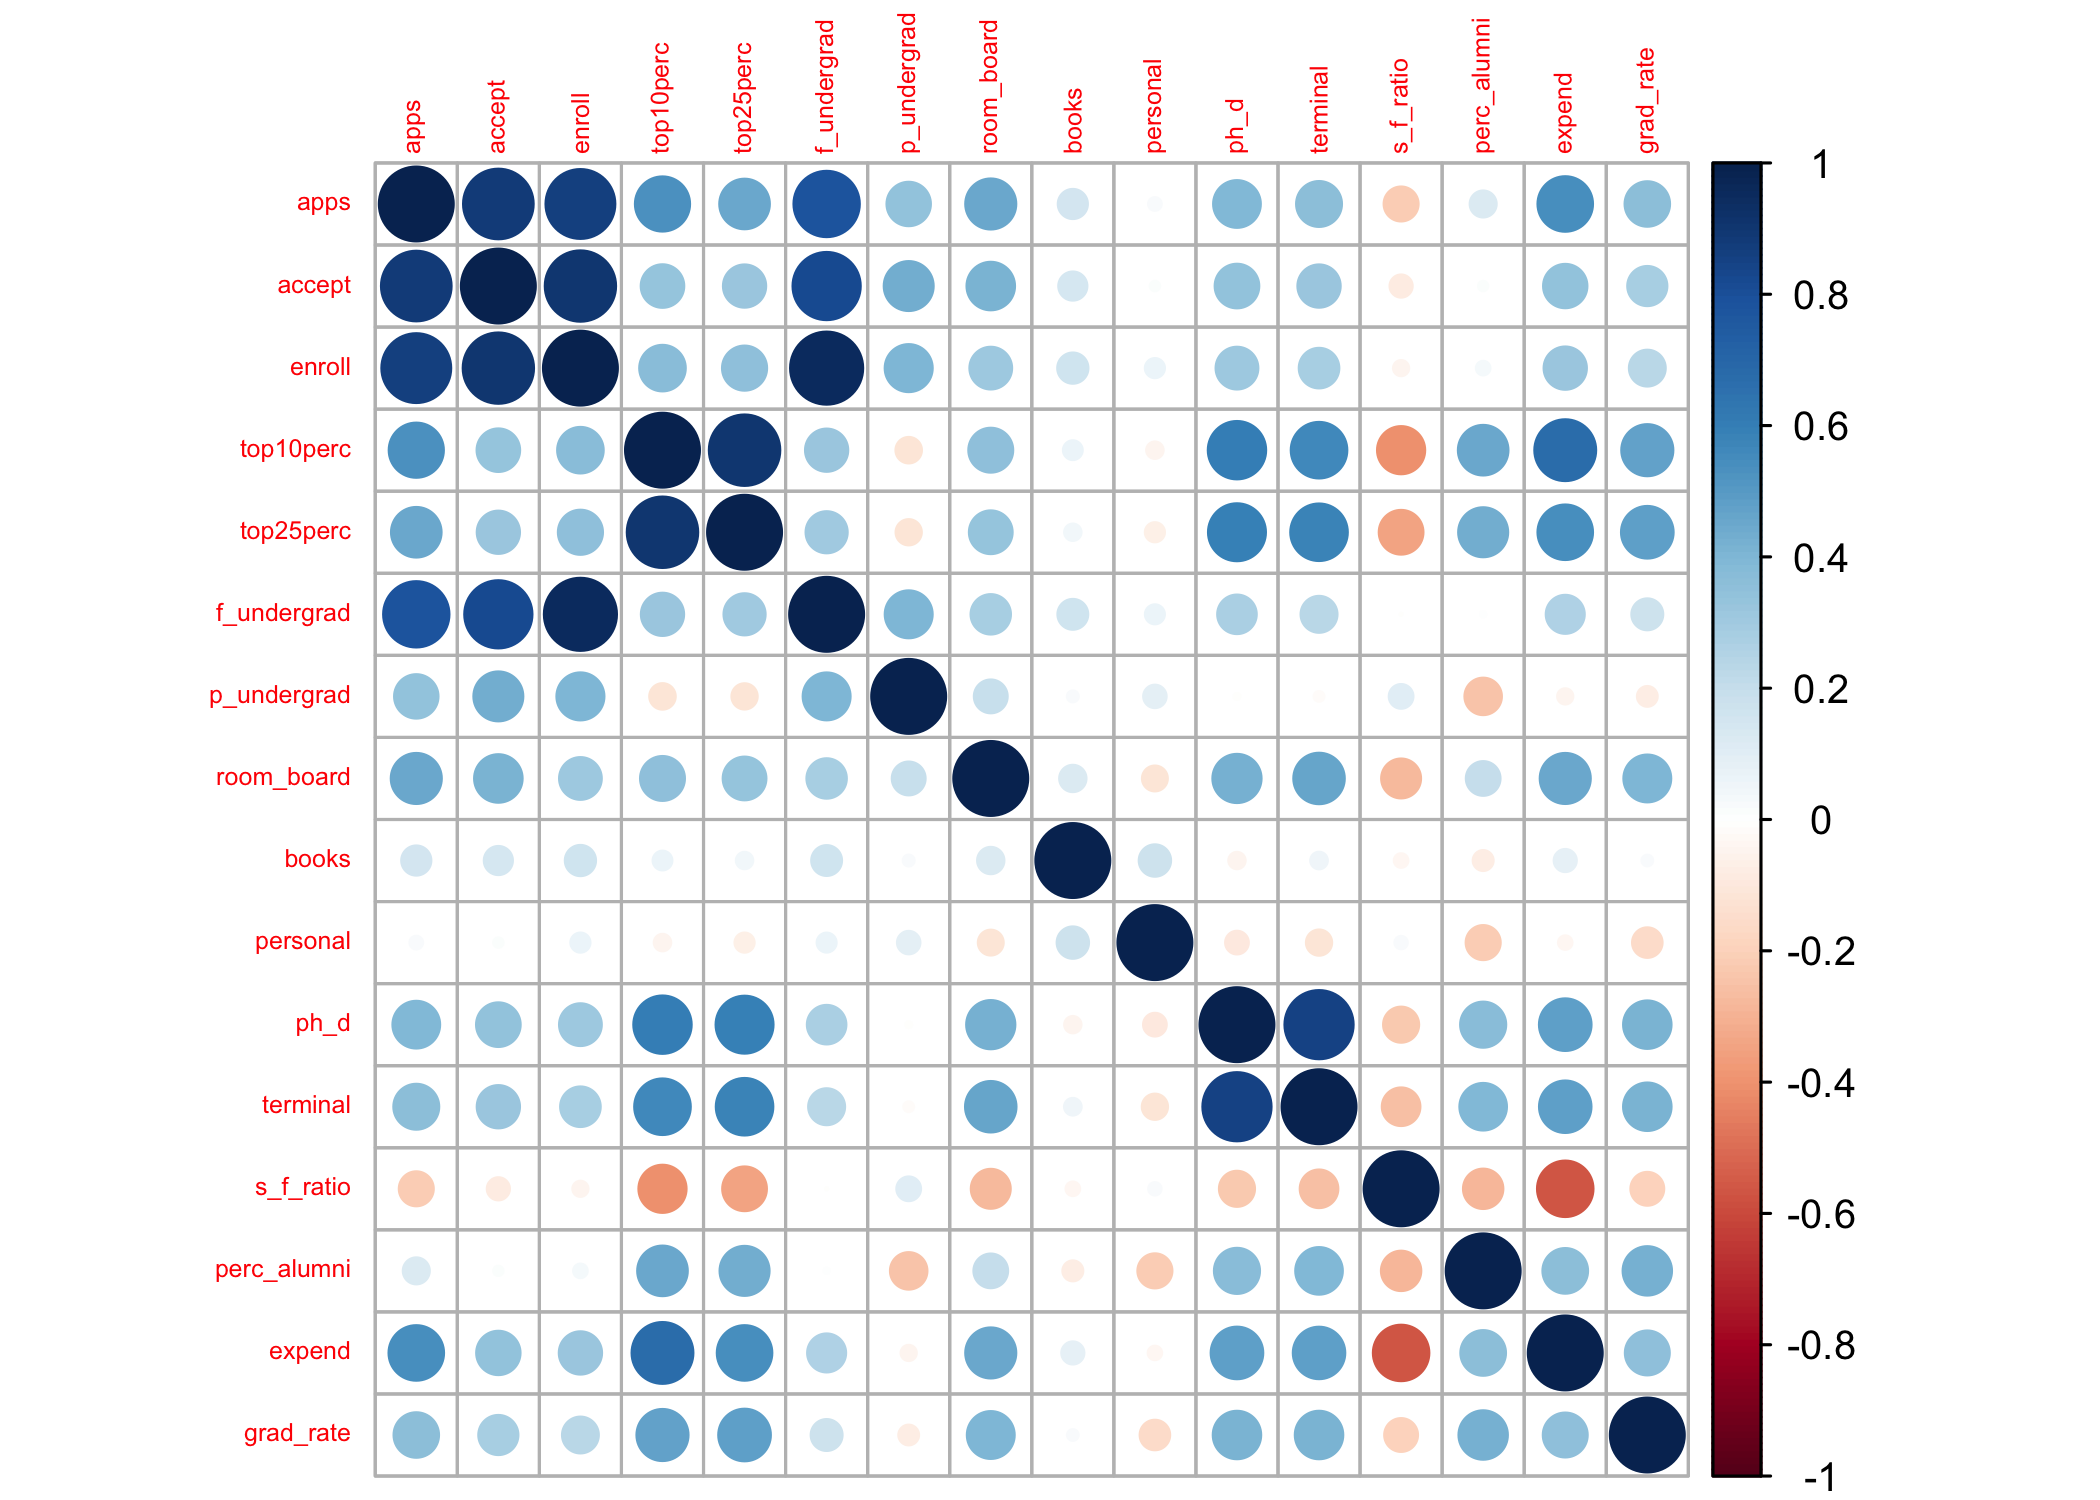 apps
accept
enroll
top10perc
top25perc
f_undergrad
p_undergrad
room_board
books
personal
ph_d
terminal
s_f_ratio
perc_alumni
expend
grad_rate
apps
accept
enroll
top10perc
top25perc
f_undergrad
p_undergrad
room_board
books
personal
ph_d
terminal
s_f_ratio
perc_alumni
expend
grad_rate
1
0.8
0.6
0.4
0.2
0
-0.2
-0.4
-0.6
-0.8
-1